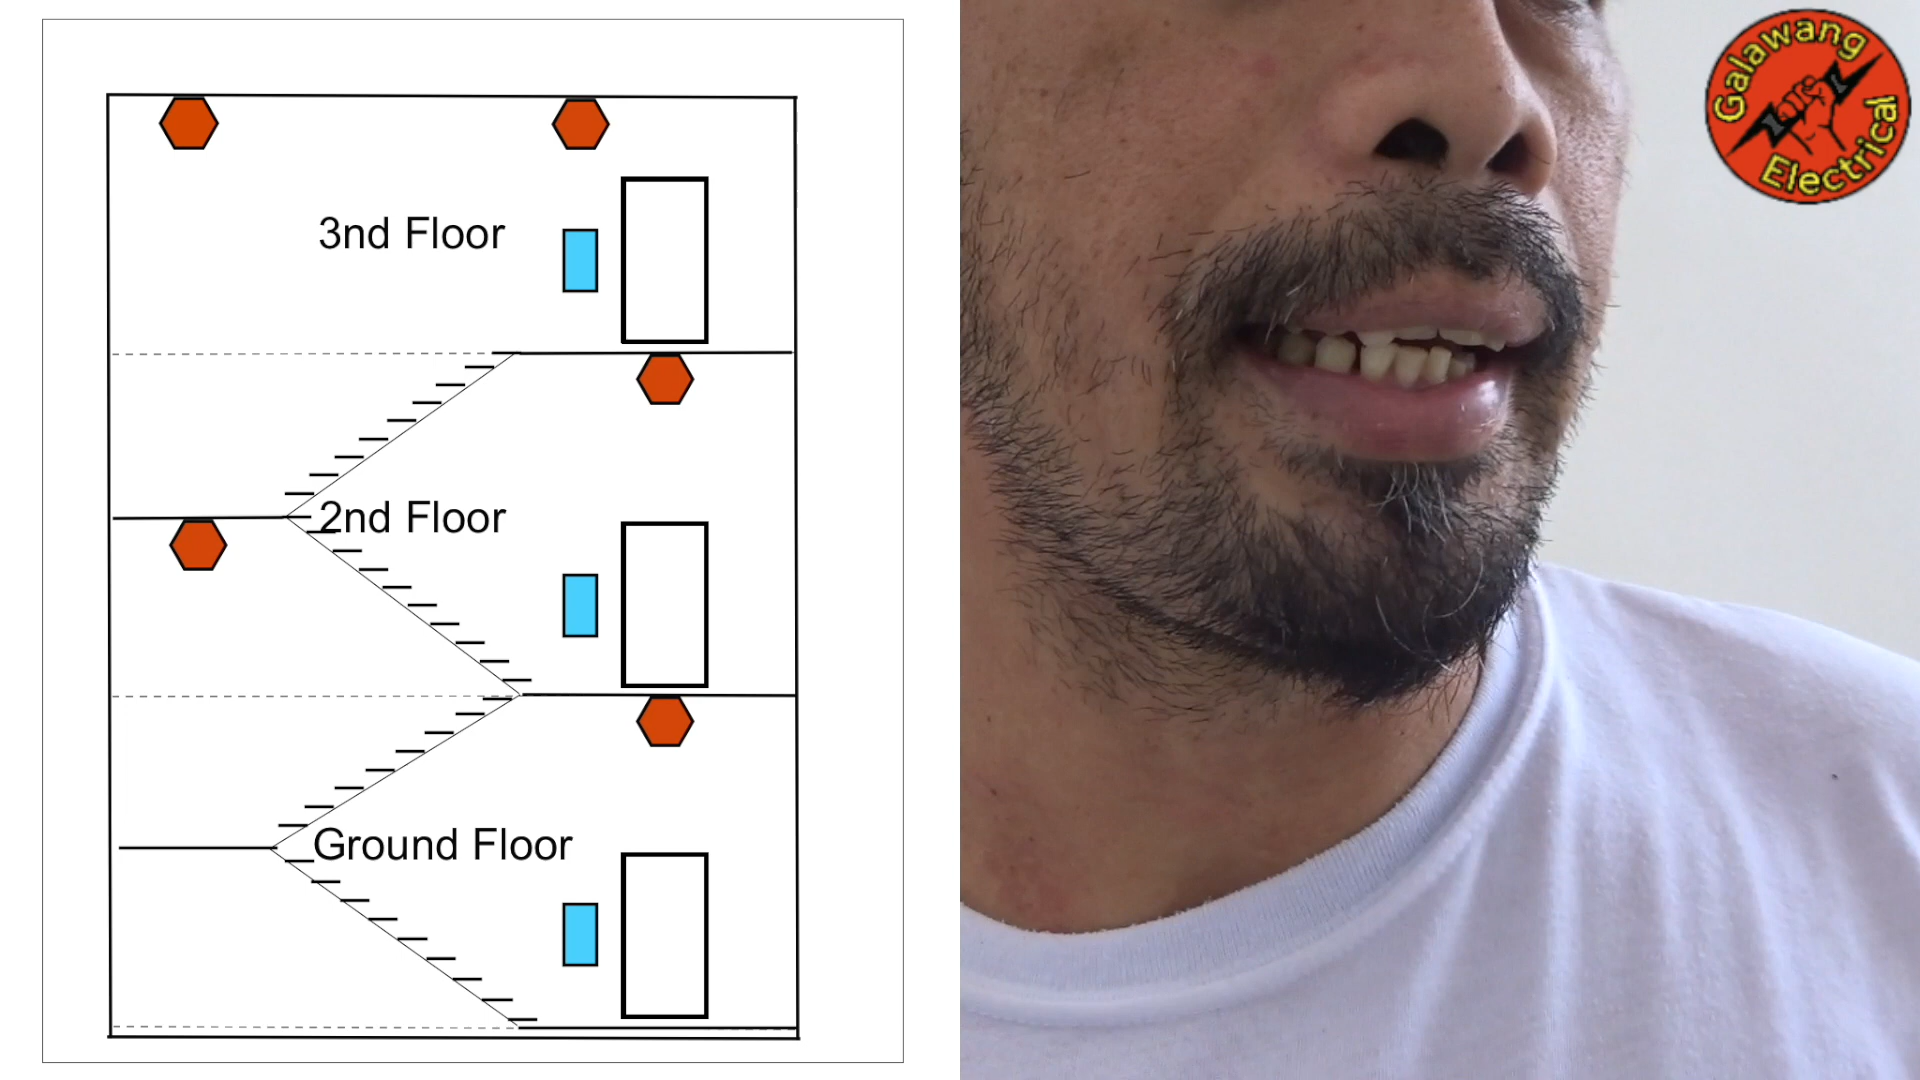 3nd Floor
2nd Floor
Ground Floor
Galawang
Electrical